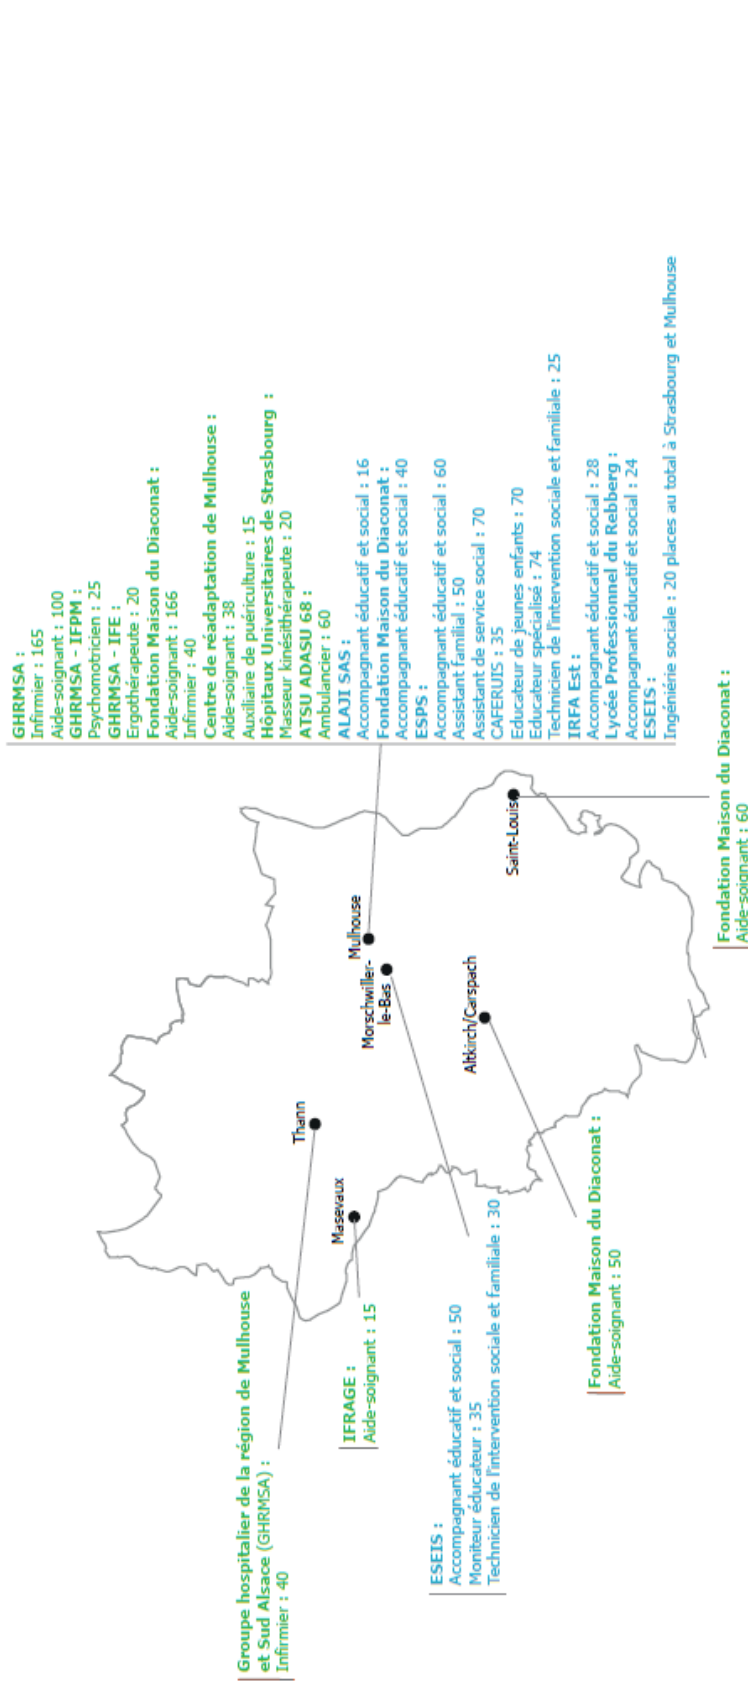 GHRMSA :
Infirmier : 165
Aide-soignant : 100
GHRMSA - IFPM :
Psychomotricien : 25
GHRMSA - IFE :
Ergothérapeute : 20
Fondation Maison du Diaconat :
Aide-soignant : 166
Infirmier : 40
Centre de réadaptation de Mulhouse :
Aide-soignant : 38
Auxiliaire de puériculture : 15
Hôpitaux Universitaires de Strasbourg :
Masseur kinésithérapeute : 20
ATSU ADASU 68 :
Ambulancier : 60
ALAJI SAS :
Accompagnant éducatif et social : 16
Fondation Maison du Diaconat :
Accompagnant éducatif et social : 40
ESPS :
Accompagnant éducatif et social : 60
Assistant familial : 50
Assistant de service social : 70
CAFERUIS : 35
Educateur de jeunes enfants : 70
Educateur spécialisé : 74
Technicien de l'intervention sociale et familiale : 25
IRFA Est :
Accompagnant éducatif et social : 28
Lycée Professionnel du Rebberg :
Accompagnant éducatif et social : 24
ESEIS :
Ingéniérie sociale : 20 places au total à Strasbourg et Mulhouse
Groupe hospitalier de la région de Mulhouse
et Sud Alsace (GHRMSA) :
Infirmier : 40
Thann
Masevaux
Mulhouse
Morschwiller-
le-Bas
Altkirch/Carspach
Saint-Louis
IFRAGE :
Aide-soignant : 15
ESEIS :
Accompagnant éducatif et social : 50
Moniteur éducateur : 35
Technicien de l'intervention sociale et familiale : 30
Fondation Maison du Diaconat :
Aide-soignant : 50
Fondation Maison du Diaconat :
Aide-soignant : 60